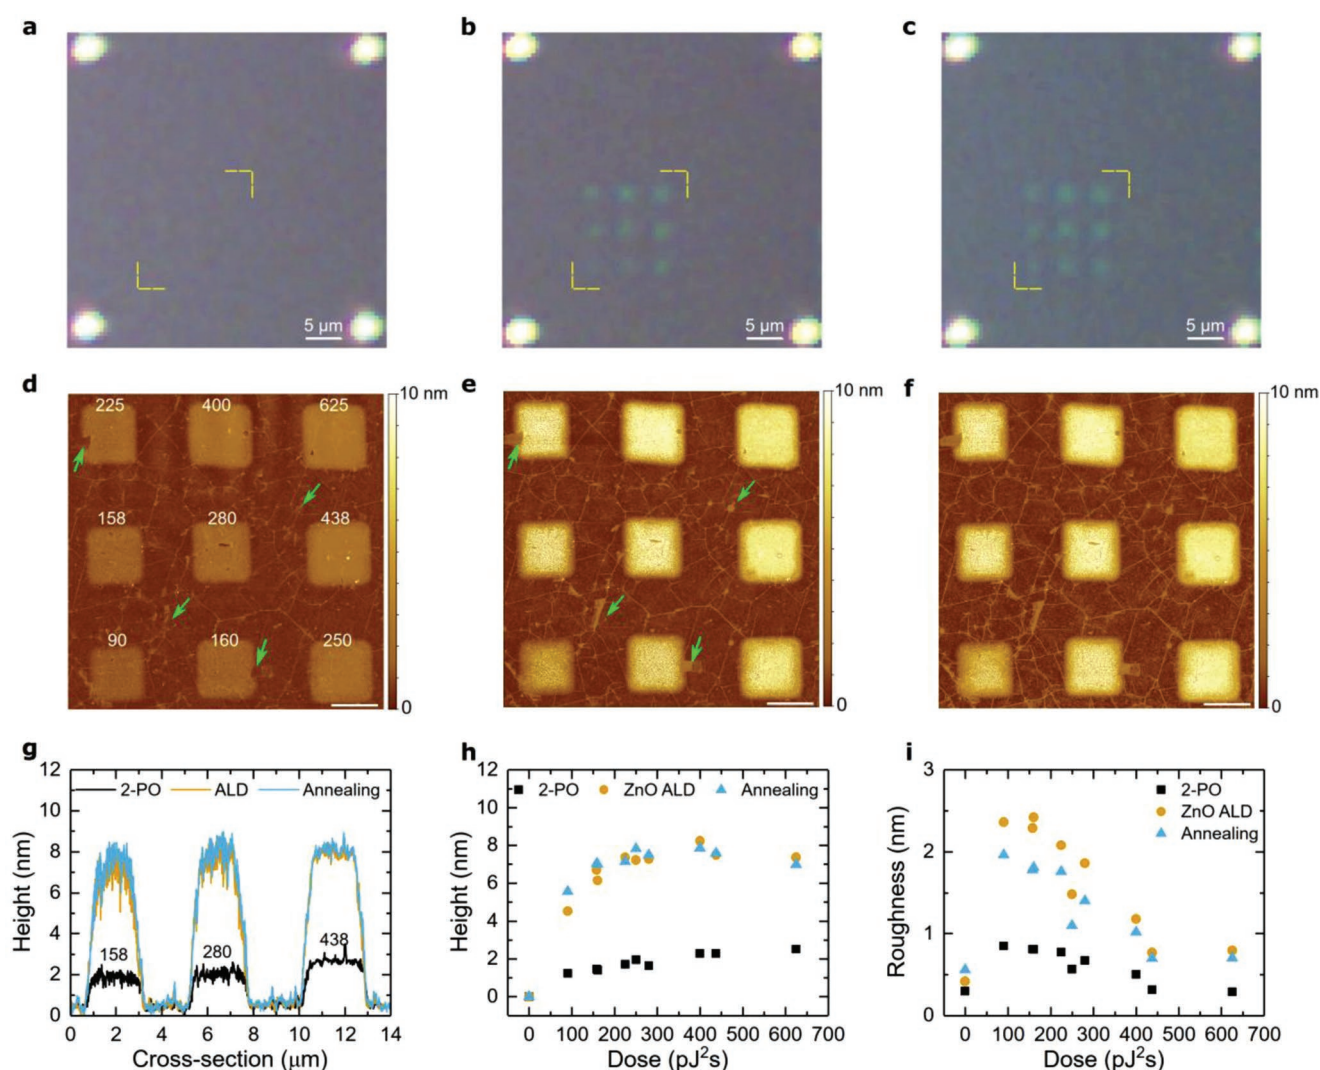 a
b
c
5 µm
5 µm
5 µm
d
e
f
225 400 625
158 280 438
90 160 250
10 nm
0
10 nm
0
10 nm
0
g
12
10
8
6
4
2
0
2-PO ALD Annealing
158 280 438
0 2 4 6 8 10 12 14
Height (nm)
Cross-section (µm)
h
12
10
8
6
4
2
0
2-PO ZnO ALD Annealing
0 100 200 300 400 500 600 700
Height (nm)
Dose (pJ²s)
i
3
2
1
0
2-PO
ZnO ALD
Annealing
0 100 200 300 400 500 600 700
Roughness (nm)
Dose (pJ²s)